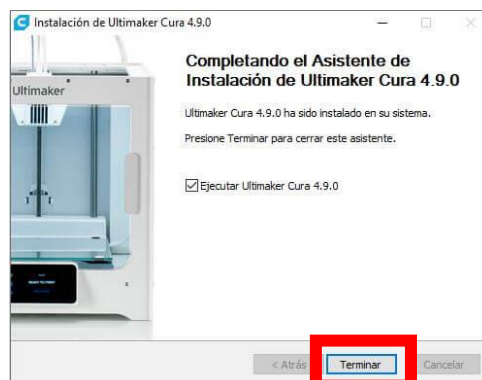 Instalación de Ultimaker Cura 4.9.0
Ultimaker
Completando el Asistente de
Instalación de Ultimaker Cura 4.9.0
Ultimaker Cura 4.9.0 ha sido instalado en su sistema.
Presione Terminar para cerrar este asistente.
Ejecutar Ultimaker Cura 4.9.0
< Atrás
Terminar
Cancelar